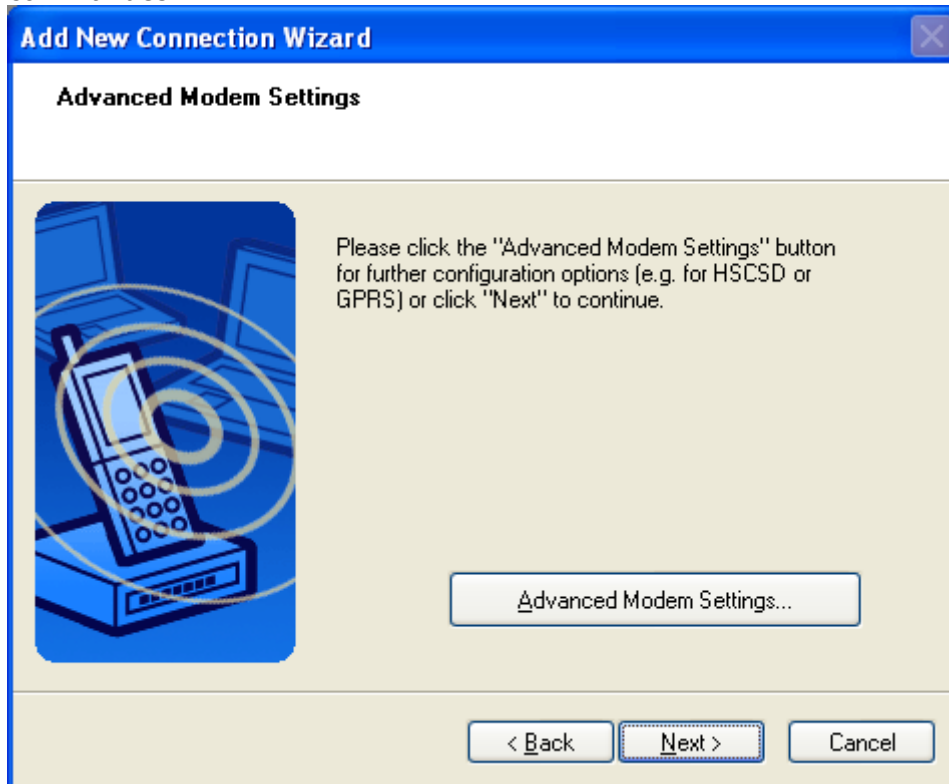 Add New Connection Wizard
Advanced Modem Settings
Please click the "Advanced Modem Settings" button
for further configuration options (e.g. for HSCSD or
GPRS) or click "Next" to continue.
Advanced Modem Settings...
< Back Next > Cancel